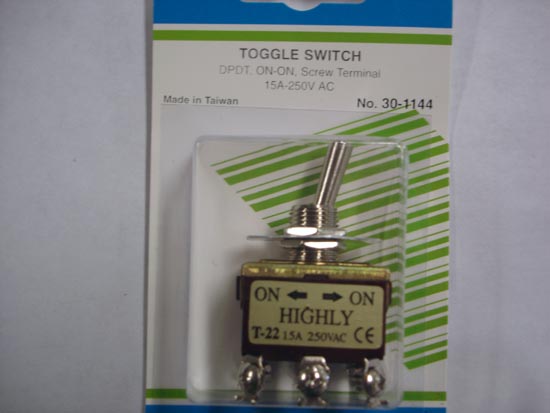 TOGGLE SWITCH
DPDT, ON-ON, Screw Terminal
15A-250V AC
Made in Taiwan
No. 30-1144
ON ON
HIGHLY
T-22 15A 250VAC CE